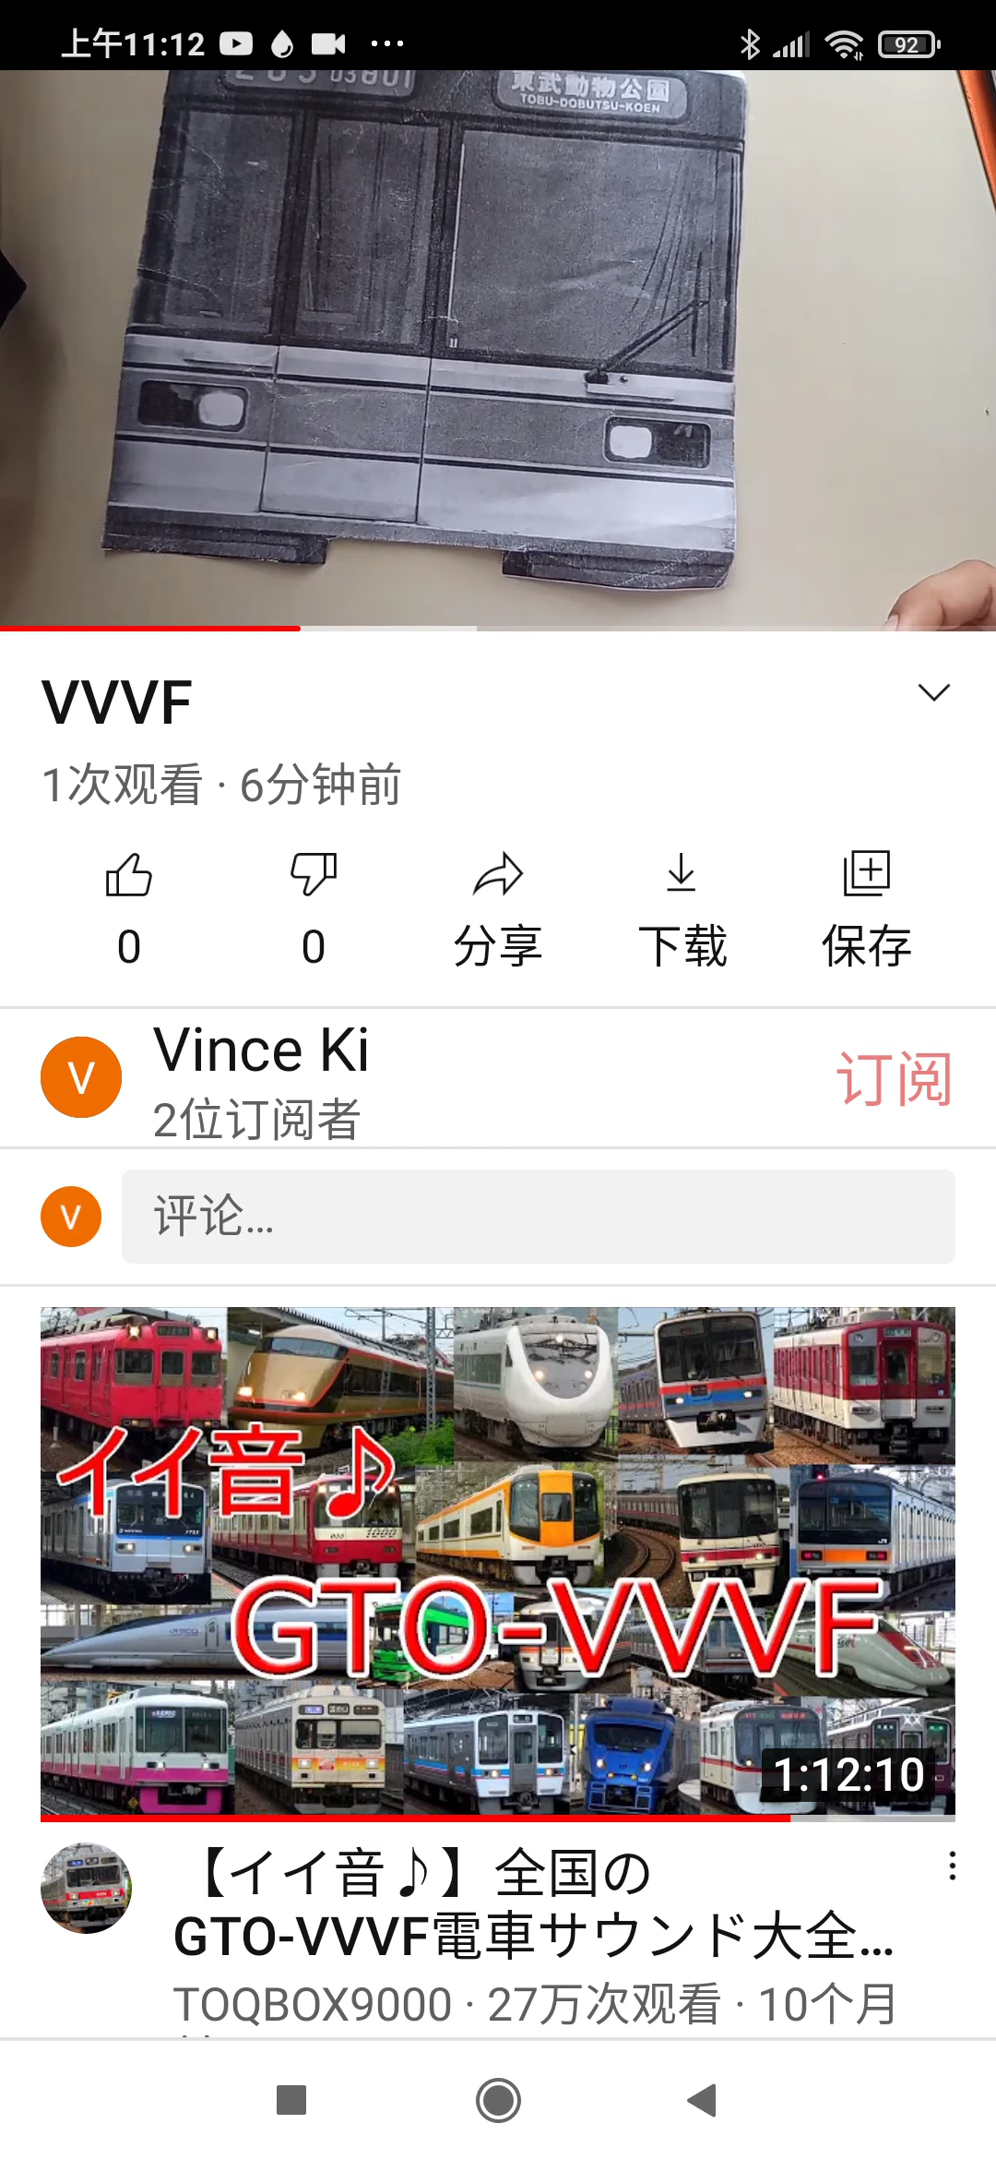 上午11:12
92
東武動物公園
TOBU-DOBUTSU-KOEN
VVVF
1次观看 · 6分钟前
0
0
分享
下载
保存
V
Vince Ki
2位订阅者
订阅
V
评论...
イイ音♪
GTO-VVVF
1:12:10
【イイ音♪】全国の
GTO-VVVF電車サウンド大全...
TOQBOX9000 · 27万次观看 · 10个月